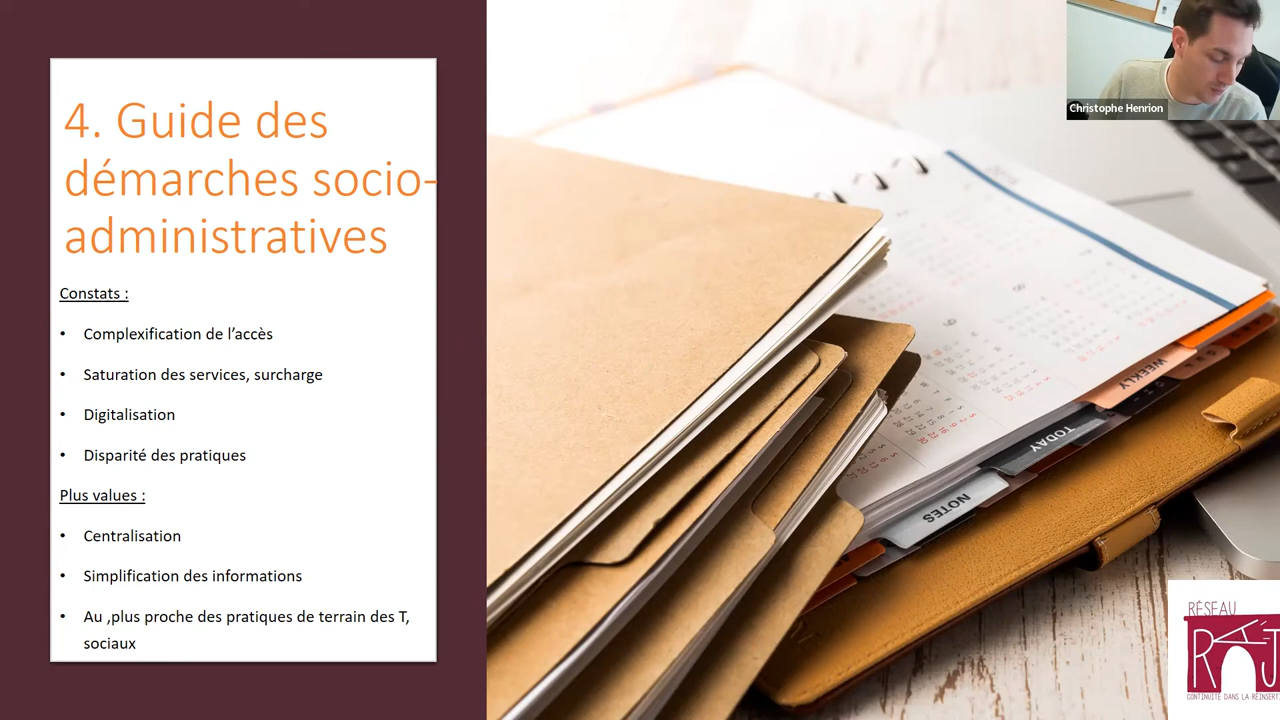 4. Guide des
démarches socio-
administratives
Constats :
• Complexification de l'accès
• Saturation des services, surcharge
• Digitalisation
• Disparité des pratiques
Plus values :
• Centralisation
• Simplification des informations
• Au ,plus proche des pratiques de terrain des T,
sociaux
Christophe Henrion
WEEKLY
TODAY
NOTES
RÉSEAU
RAJ
CONTINUITÉ DANS LA RÉINSERT